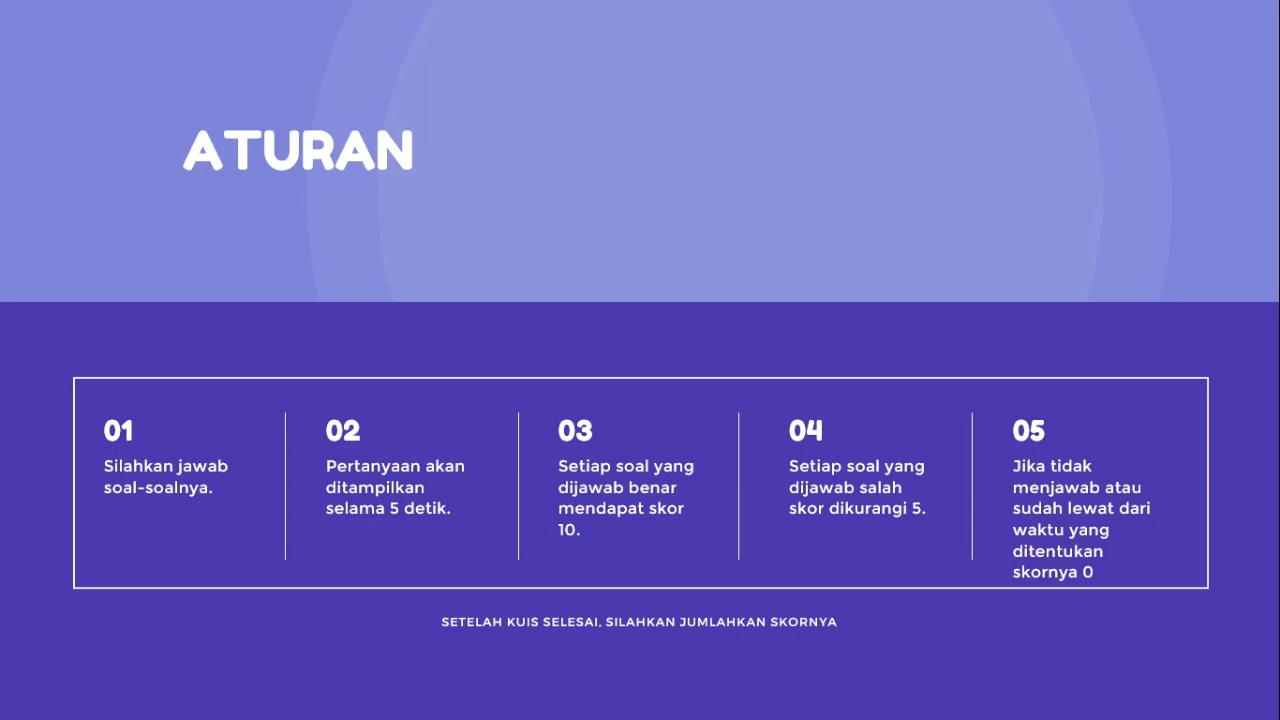 ATURAN
01
Silahkan jawab
soal-soalnya.
02
Pertanyaan akan
ditampilkan
selama 5 detik.
03
Setiap soal yang
dijawab benar
mendapat skor
10.
04
Setiap soal yang
dijawab salah
skor dikurangi 5.
05
Jika tidak
menjawab atau
sudah lewat dari
waktu yang
ditentukan
skornya 0
SETELAH KUIS SELESAI, SILAHKAN JUMLAHKAN SKORNYA